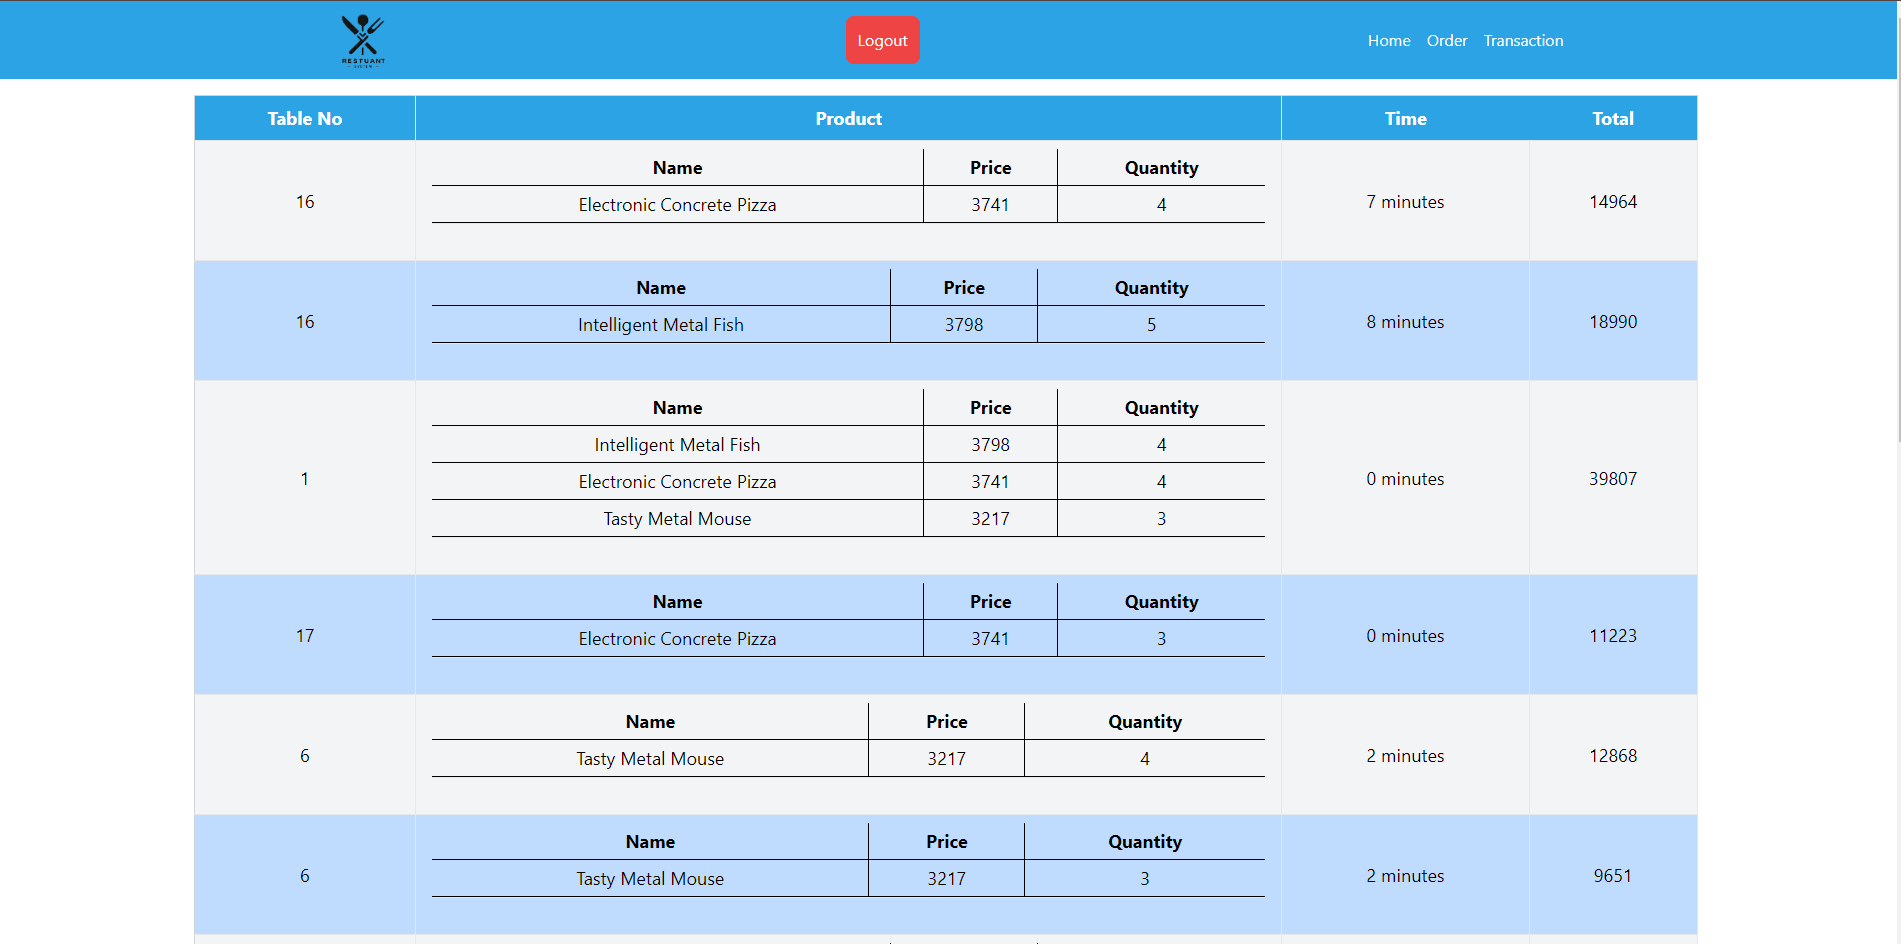 RESTUANT
SYSTEM
Logout
Home Order Transaction
Table No Product Time Total
Name Price Quantity
16 Electronic Concrete Pizza 3741 4 7 minutes 14964
Name Price Quantity
16 Intelligent Metal Fish 3798 5 8 minutes 18990
Name Price Quantity
Intelligent Metal Fish 3798 4
1 Electronic Concrete Pizza 3741 4 0 minutes 39807
Tasty Metal Mouse 3217 3
Name Price Quantity
17 Electronic Concrete Pizza 3741 3 0 minutes 11223
Name Price Quantity
6 Tasty Metal Mouse 3217 4 2 minutes 12868
Name Price Quantity
6 Tasty Metal Mouse 3217 3 2 minutes 9651